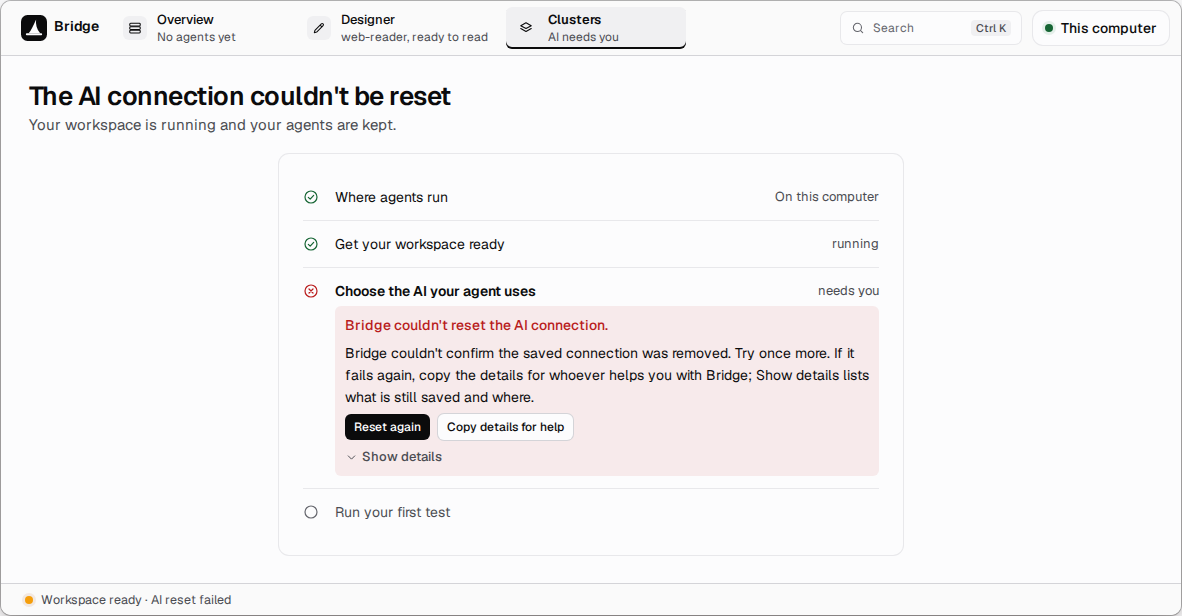 Bridge
Overview
No agents yet
Designer
web-reader, ready to read
Clusters
AI needs you
Search
Ctrl K
This computer
The AI connection couldn't be reset
Your workspace is running and your agents are kept.
Where agents run
On this computer
Get your workspace ready
running
Choose the AI your agent uses
needs you
Bridge couldn't reset the AI connection.
Bridge couldn't confirm the saved connection was removed. Try once more. If it
fails again, copy the details for whoever helps you with Bridge; Show details lists
what is still saved and where.
Reset again
Copy details for help
Show details
Run your first test
Workspace ready · AI reset failed